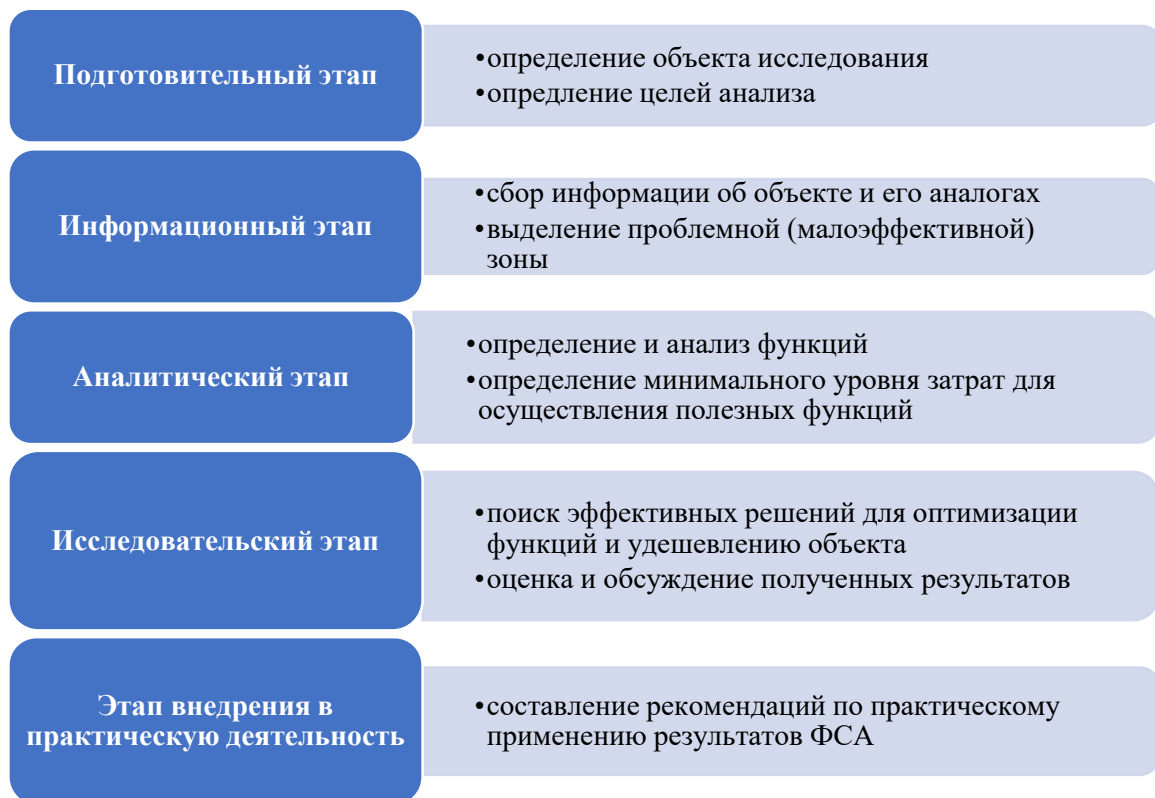 Подготовительный этап
•определение объекта исследования
•опредление целей анализа
Информационный этап
•сбор информации об объекте и его аналогах
•выделение проблемной (малоэффективной)
зоны
Аналитический этап
•определение и анализ функций
•определение минимального уровня затрат для
осуществления полезных функций
Исследовательский этап
•поиск эффективных решений для оптимизации
функций и удешевлению объекта
•оценка и обсуждение полученных результатов
Этап внедрения в
практическую деятельность
•составление рекомендаций по практическому
применению результатов ФСА